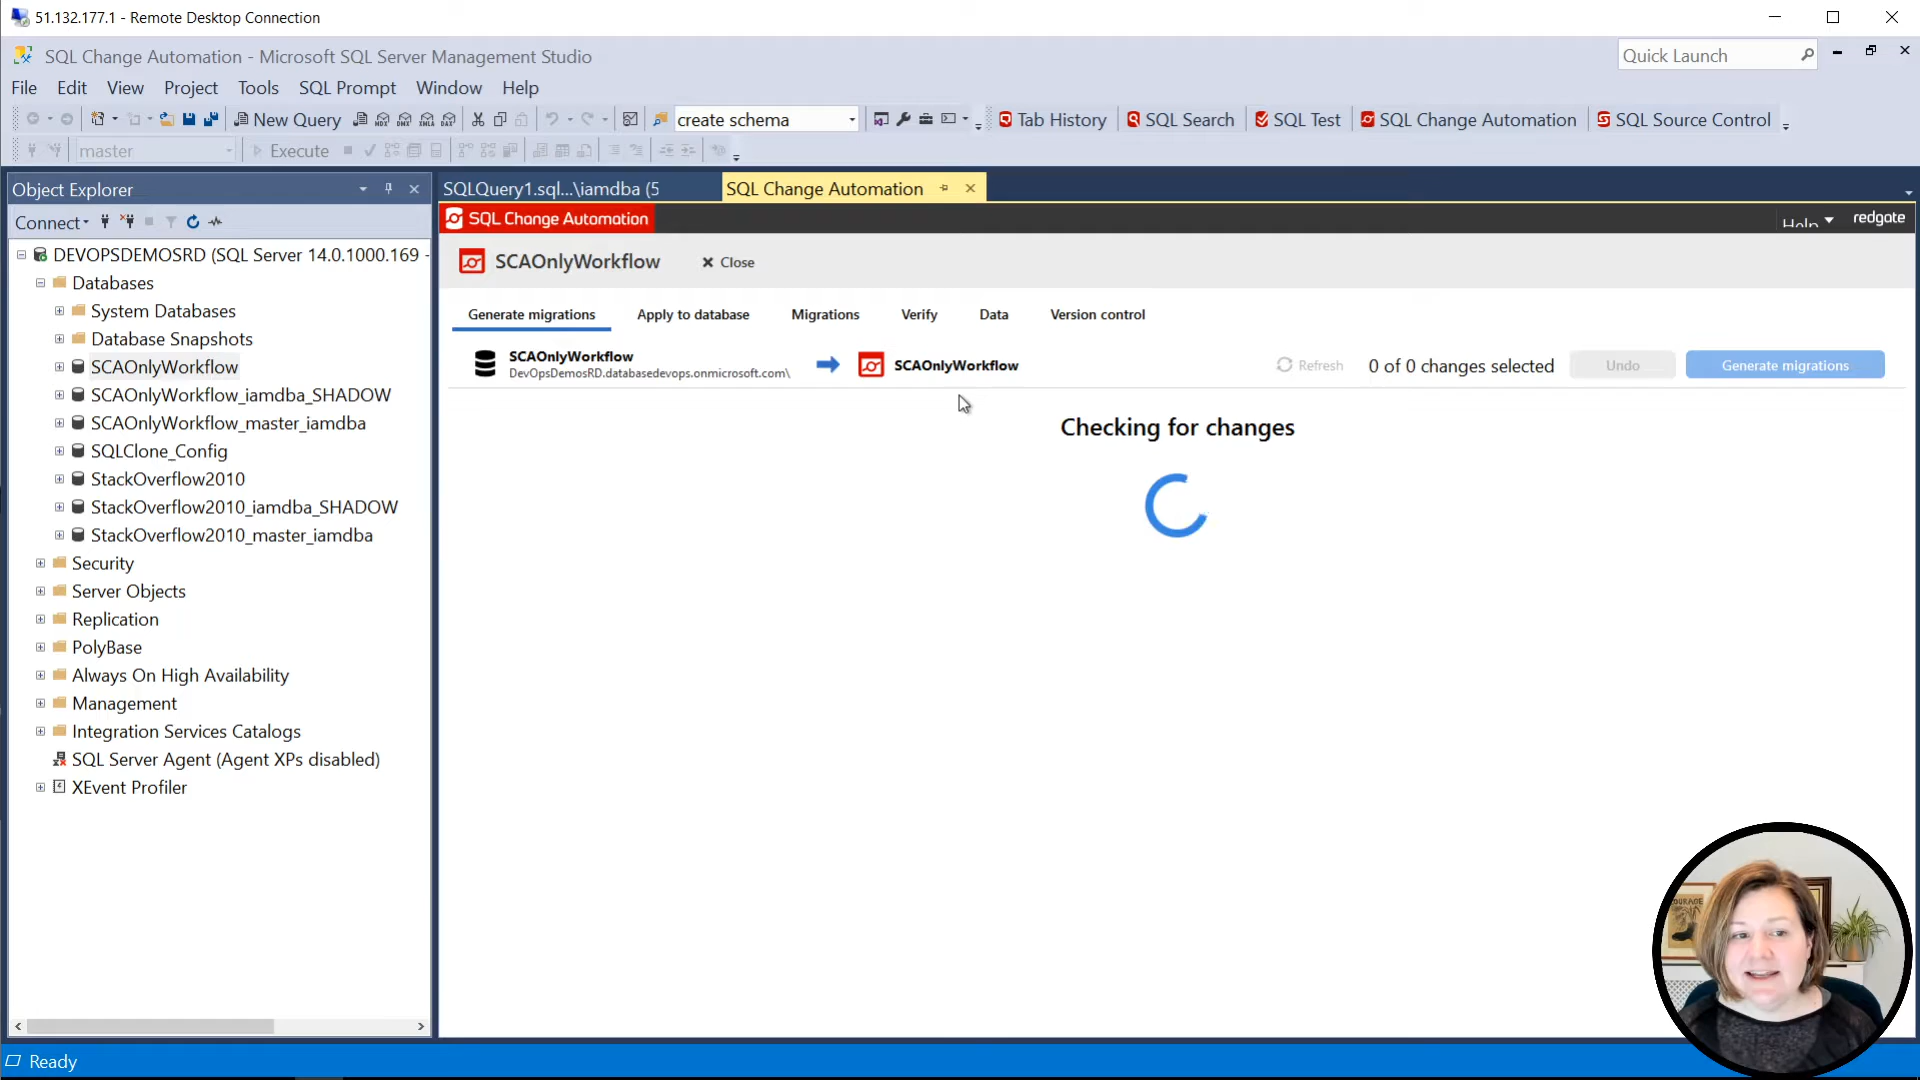 51.132.177.1 - Remote Desktop Connection
SQL Change Automation - Microsoft SQL Server Management Studio
Quick Launch
File Edit View Project Tools SQL Prompt Window Help
New Query
MDX
DMX
XMLA
DAX
create schema
Tab History
SQL Search
SQL Test
SQL Change Automation
SQL Source Control
master
Execute
Object Explorer
Connect
DEVOPSDEMOSRD (SQL Server 14.0.1000.169 -
Databases
System Databases
Database Snapshots
SCAOnlyWorkflow
SCAOnlyWorkflow_iamdba_SHADOW
SCAOnlyWorkflow_master_iamdba
SQLClone_Config
StackOverflow2010
StackOverflow2010_iamdba_SHADOW
StackOverflow2010_master_iamdba
Security
Server Objects
Replication
PolyBase
Always On High Availability
Management
Integration Services Catalogs
SQL Server Agent (Agent XPs disabled)
XEvent Profiler
SQLQuery1.sql...\iamdba (5
SQL Change Automation
SQL Change Automation
Help
redgate
SCAOnlyWorkflow
Close
Generate migrations
Apply to database
Migrations
Verify
Data
Version control
SCAOnlyWorkflow
DevOpsDemosRD.databasedevops.onmicrosoft.com\
SCAOnlyWorkflow
Refresh
0 of 0 changes selected
Undo
Generate migrations
Checking for changes
OURAGE
Ready